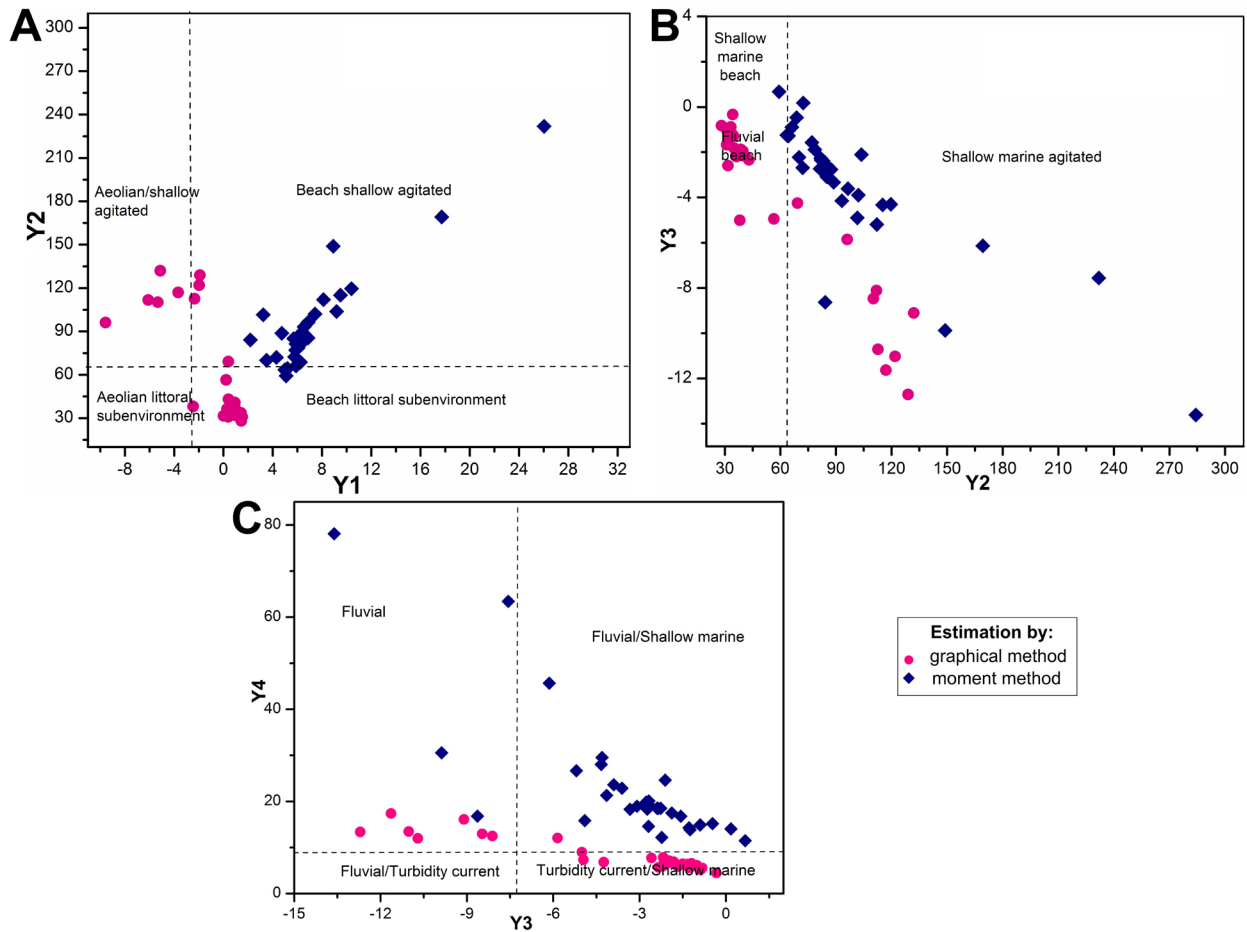 A
300
270
240
210
180
150
120
90
60
30
Y2
Aeolian/shallow
agitated
Beach shallow agitated
Aeolian littoral
subenvironment
Beach littoral subenvironment
-8
-4
0
4
8
12
16
20
24
28
32
Y1
B
4
0
-4
-8
-12
Y3
Shallow
marine
beach
Fluvial
beach
Shallow marine agitated
30
60
90
120
150
180
210
240
270
300
Y2
C
80
60
40
20
0
Y4
Fluvial
Fluvial/Shallow marine
Fluvial/Turbidity current
Turbidity current/Shallow marine
-15
-12
-9
-6
-3
0
Y3
Estimation by:
graphical method
moment method